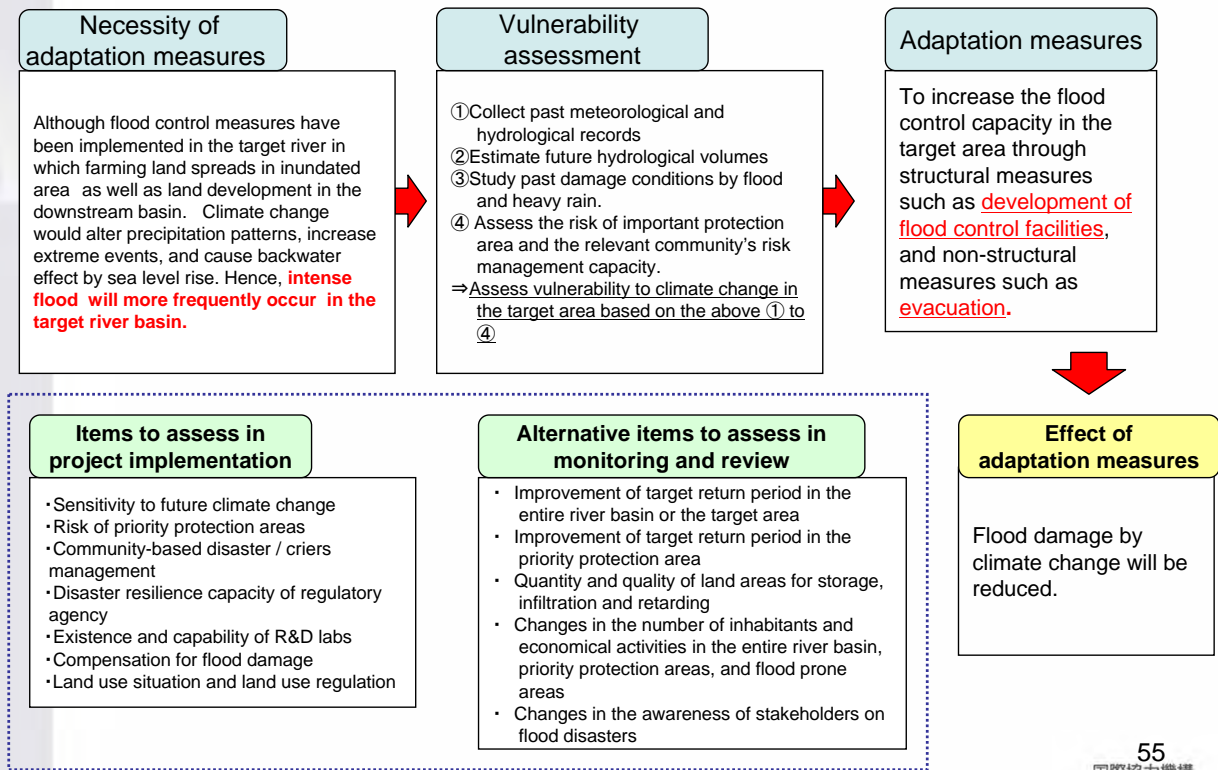 Necessity of
adaptation measures
Although flood control measures have
been implemented in the target river in
which farming land spreads in inundated
area as well as land development in the
downstream basin. Climate change
would alter precipitation patterns, increase
extreme events, and cause backwater
effect by sea level rise. Hence, intense
flood will more frequently occur in the
target river basin.
Vulnerability
assessment
①Collect past meteorological and
hydrological records
②Estimate future hydrological volumes
③Study past damage conditions by flood
and heavy rain.
④ Assess the risk of important protection
area and the relevant community's risk
management capacity.
⇒Assess vulnerability to climate change in
the target area based on the above ① to
④
Adaptation measures
To increase the flood
control capacity in the
target area through
structural measures
such as development of
flood control facilities,
and non-structural
measures such as
evacuation.
Items to assess in
project implementation
・Sensitivity to future climate change
・Risk of priority protection areas
・Community-based disaster / criers
management
・Disaster resilience capacity of regulatory
agency
・Existence and capability of R&D labs
・Compensation for flood damage
・Land use situation and land use regulation
Alternative items to assess in
monitoring and review
・ Improvement of target return period in the
entire river basin or the target area
・ Improvement of target return period in the
priority protection area
・ Quantity and quality of land areas for storage,
infiltration and retarding
・ Changes in the number of inhabitants and
economical activities in the entire river basin,
priority protection areas, and flood prone
areas
・ Changes in the awareness of stakeholders on
flood disasters
Effect of
adaptation measures
Flood damage by
climate change will be
reduced.
55
国際協力機構